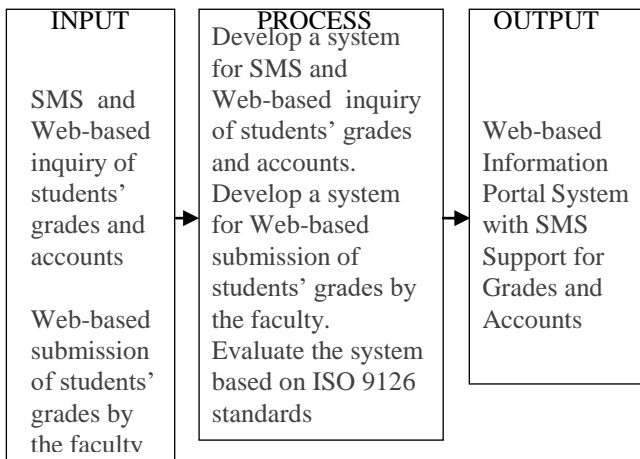 INPUT
SMS and
Web-based
inquiry of
students’
grades and
accounts
Web-based
submission
of students’
grades by
the faculty
PROCESS
Develop a system
for SMS and
Web-based inquiry
of students’ grades
and accounts.
Develop a system
for Web-based
submission of
students’ grades by
the faculty.
Evaluate the system
based on ISO 9126
standards
OUTPUT
Web-based
Information
Portal System
with SMS
Support for
Grades and
Accounts